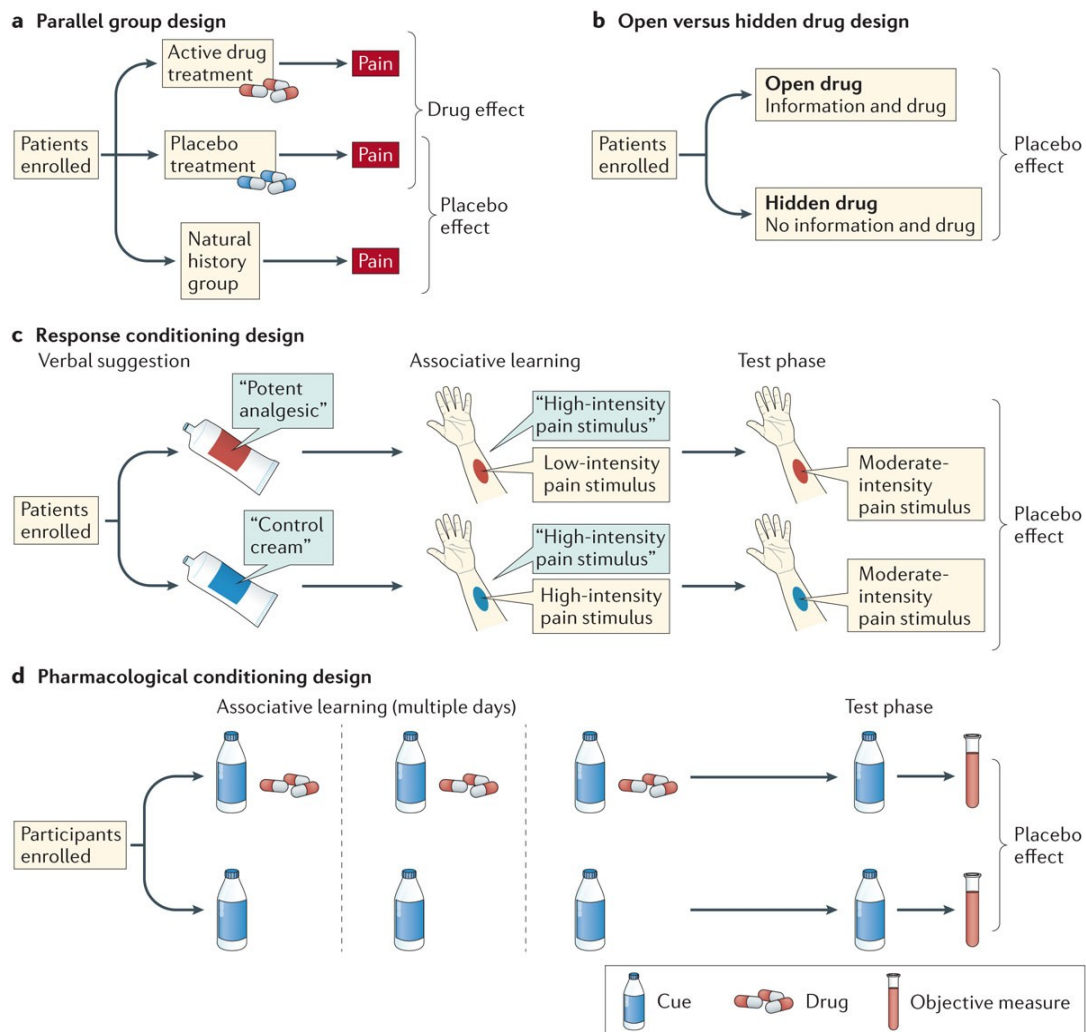 a Parallel group design
Active drug
treatment
Pain
Drug effect
Patients
enrolled
Placebo
treatment
Pain
Placebo
effect
Natural
history
group
Pain
b Open versus hidden drug design
Open drug
Information and drug
Patients
enrolled
Placebo
effect
Hidden drug
No information and drug
c Response conditioning design
Verbal suggestion
Associative learning
Test phase
"Potent
analgesic"
"High-intensity
pain stimulus"
Low-intensity
pain stimulus
Moderate-
intensity
pain stimulus
Patients
enrolled
Placebo
effect
"Control
cream"
"High-intensity
pain stimulus"
High-intensity
pain stimulus
Moderate-
intensity
pain stimulus
d Pharmacological conditioning design
Associative learning (multiple days)
Test phase
Participants
enrolled
Placebo
effect
Cue
Drug
Objective measure